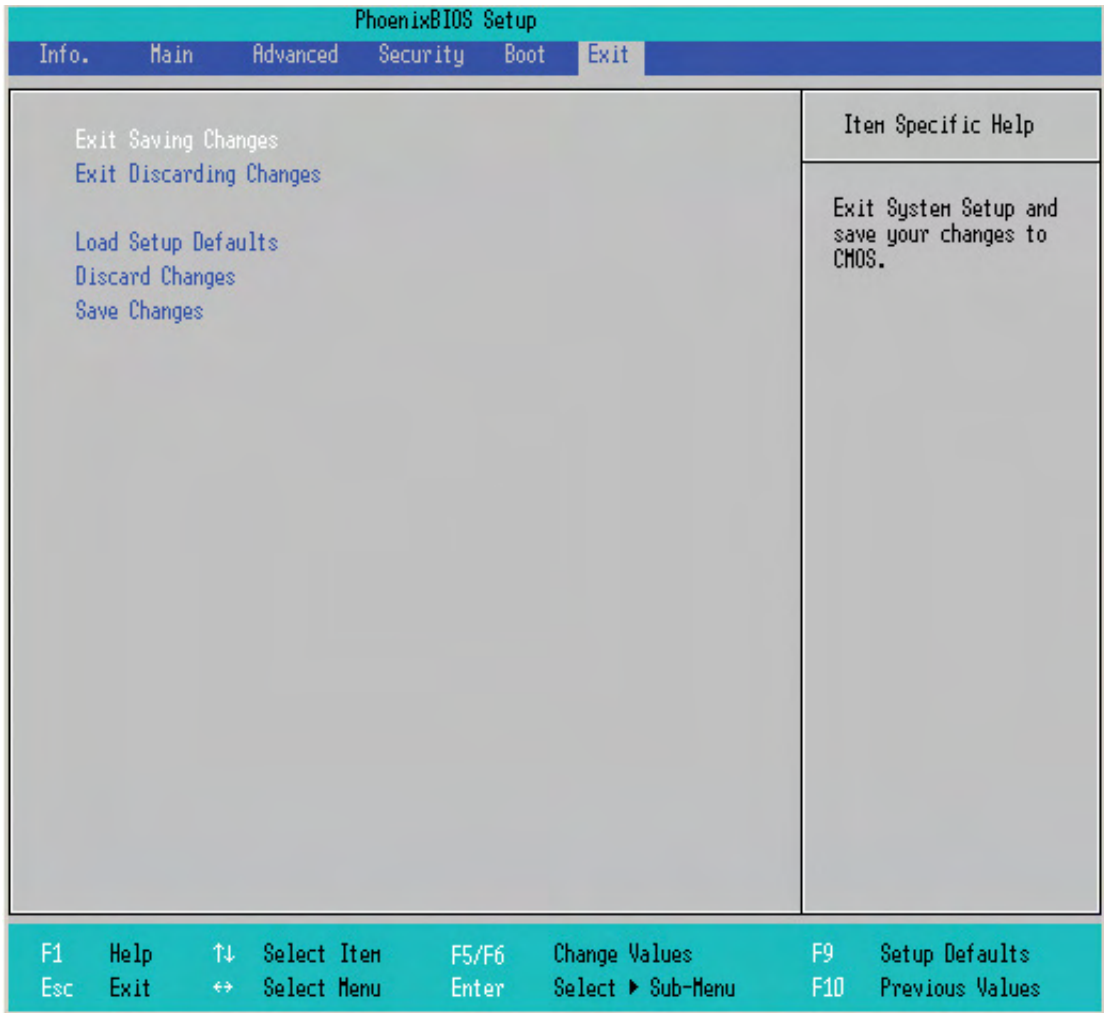 PhoenixBIOS Setup
Info. Main Advanced Security Boot Exit
Exit Saving Changes
Exit Discarding Changes
Load Setup Defaults
Discard Changes
Save Changes
Item Specific Help
Exit System Setup and
save your changes to
CMOS.
F1 Help ↑↓ Select Item F5/F6 Change Values F9 Setup Defaults
Esc Exit ↔ Select Menu Enter Select ▶ Sub-Menu F10 Previous Values